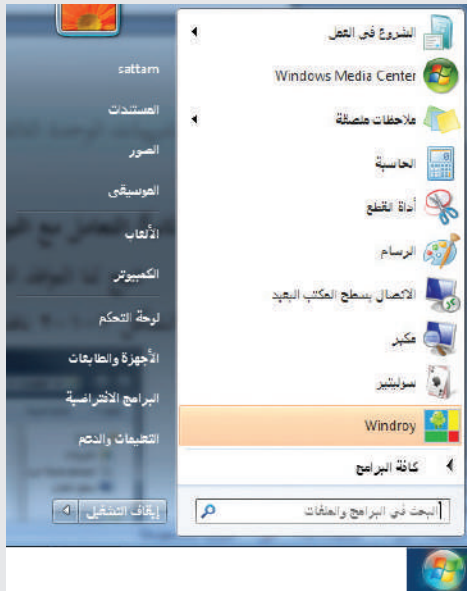 الشروع في العمل
Windows Media Center
ملاحظات ملصقة
الحاسبة
أداة القطع
الرسام
الاتصال بسطح المكتب البعيد
مكبر
سوليتير
Windroy
كافة البرامج
البحث في البرامج والملفات
sattam
المستندات
الصور
الموسيقى
الألعاب
الكمبيوتر
لوحة التحكم
الأجهزة والطابعات
البرامج الافتراضية
التعليمات والدعم
إيقاف التشغيل